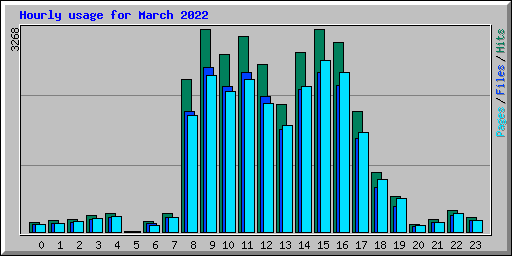 Hourly usage for March 2022
3268
Pages/Files/Hits
0 1 2 3 4 5 6 7 8 9 10 11 12 13 14 15 16 17 18 19 20 21 22 23